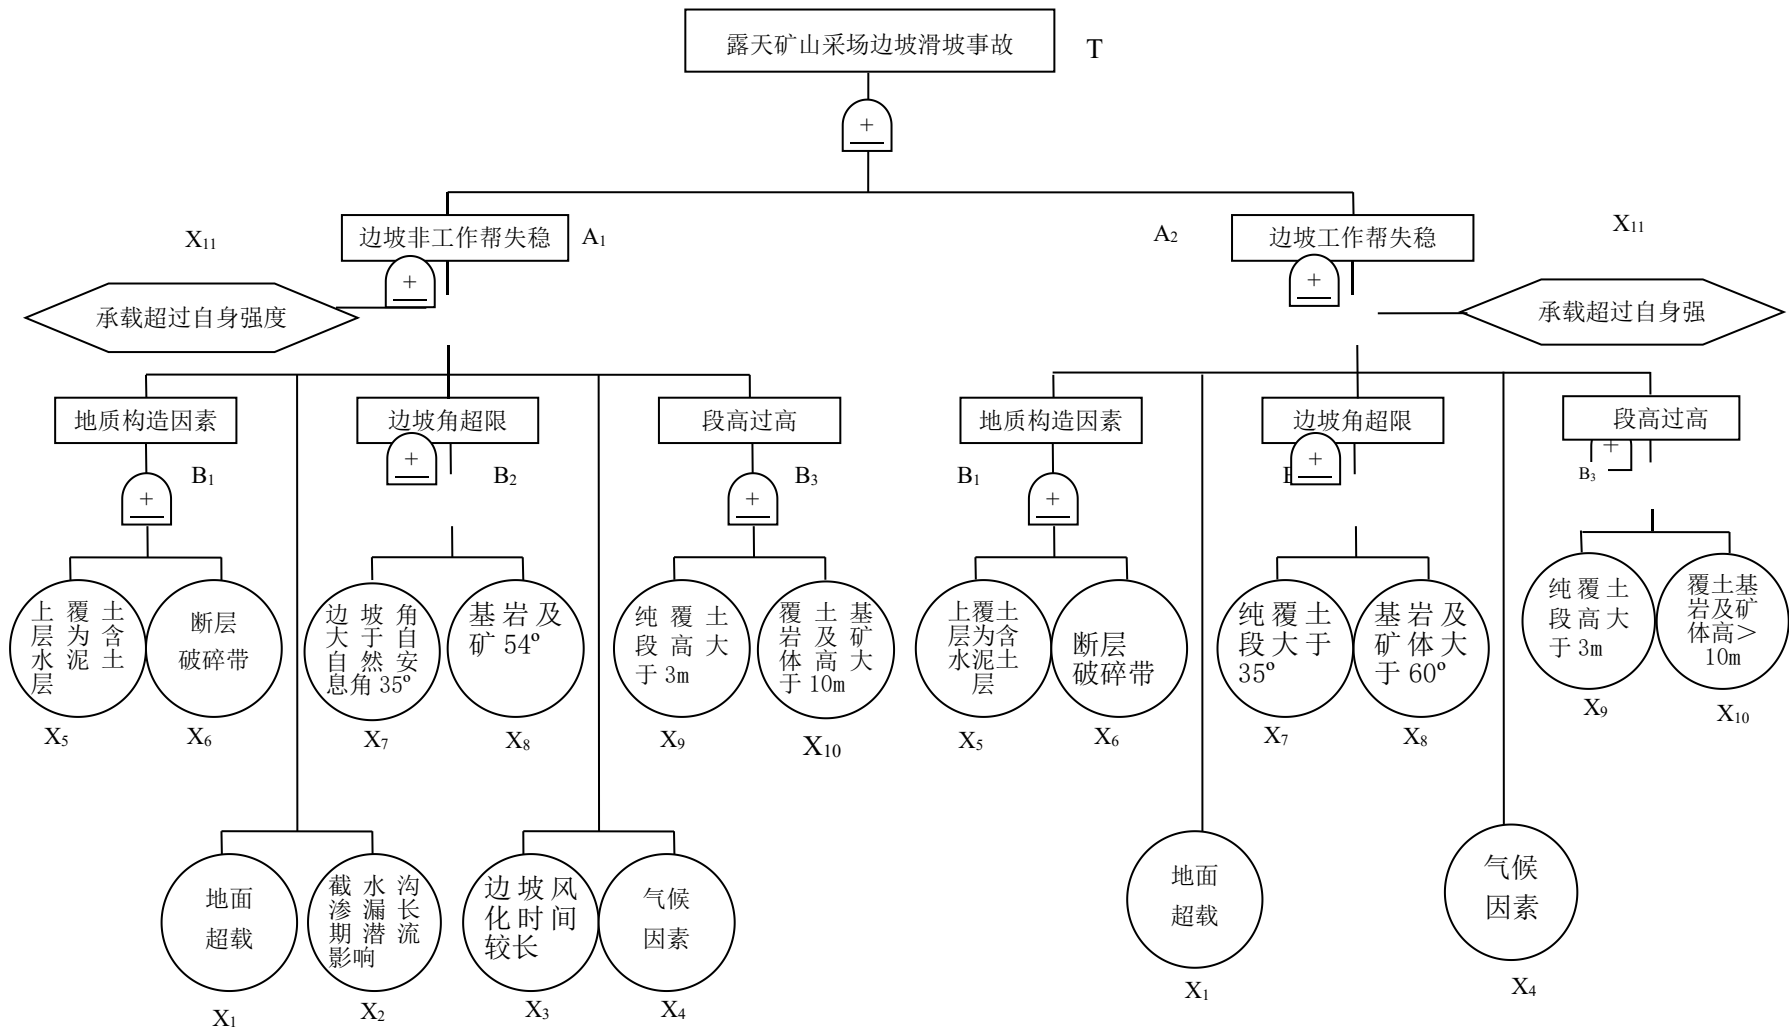 露天矿山采场边坡滑坡事故
T
+
X11
边坡非工作帮失稳
A1
A2
边坡工作帮失稳
X11
+
+
承载超过自身强度
承载超过自身强
地质构造因素
边坡角超限
段高过高
地质构造因素
边坡角超限
段高过高
B1
+
B2
B3
B1
+
B3
+
+
+
+
上覆土
层为含
水泥土
层
断层
破碎带
边坡角
大于自
自然安
息角35°
基岩及
矿54°
纯覆土
段高大
于3m
覆土基
岩及矿
体高大
于10m
上覆土
层为含
水泥土
层
断层
破碎带
纯覆土
段大于
35°
基岩及
矿体大
于60°
纯覆土
段高大
于3m
覆土基
岩及矿
体高＞
10m
X5
X6
X7
X8
X9
X10
X5
X6
X7
X8
X9
X10
地面
超载
截水沟
渗漏长
期潜流
影响
边坡风
化时间
较长
气候
因素
地面
超载
气候
因素
X1
X2
X3
X4
X1
X4